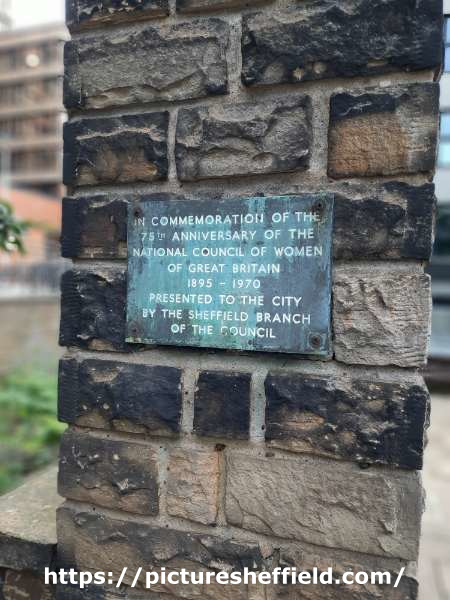 IN COMMEMORATION OF THE
75TH ANNIVERSARY OF THE
NATIONAL COUNCIL OF WOMEN
OF GREAT BRITAIN
1895 - 1970
PRESENTED TO THE CITY
BY THE SHEFFIELD BRANCH
OF THE COUNCIL
https://picturesheffield.com/?